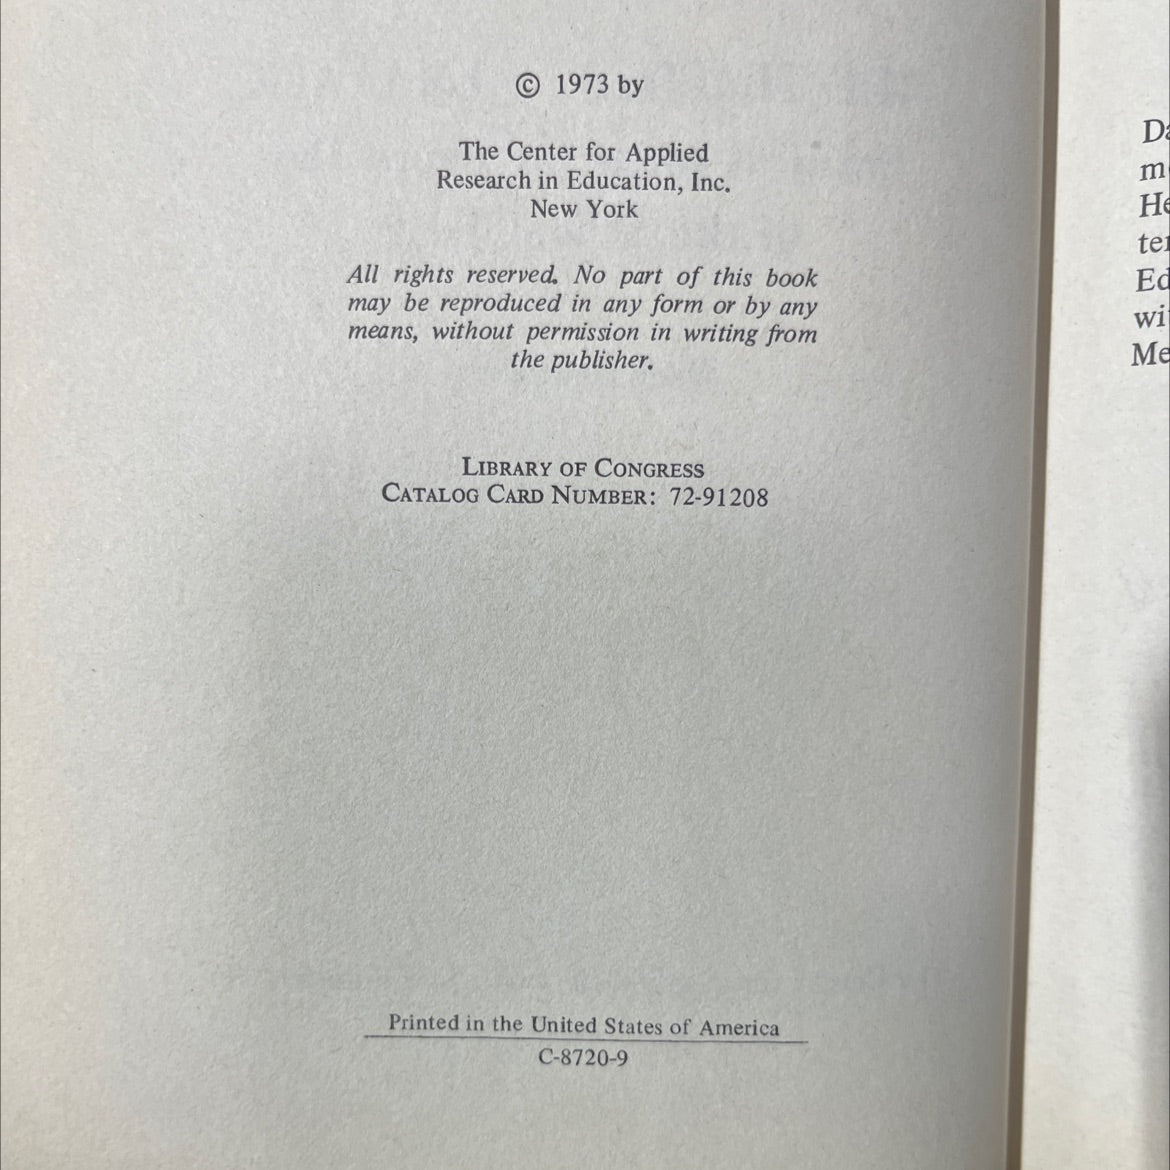 © 1973 by
The Center for Applied
Research in Education, Inc.
New York
All rights reserved. No part of this book
may be reproduced in any form or by any
means, without permission in writing from
the publisher.
LIBRARY OF CONGRESS
CATALOG CARD NUMBER: 72-91208
Printed in the United States of America
C-8720-9